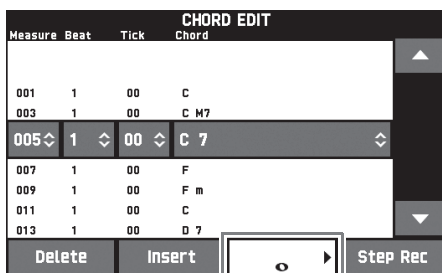 CHORD EDIT
Measure Beat Tick Chord
001 1 00 C
003 1 00 C M7
005 1 00 C 7
007 1 00 F
009 1 00 F m
011 1 00 C
013 1 00 D 7
Delete Insert Step Rec